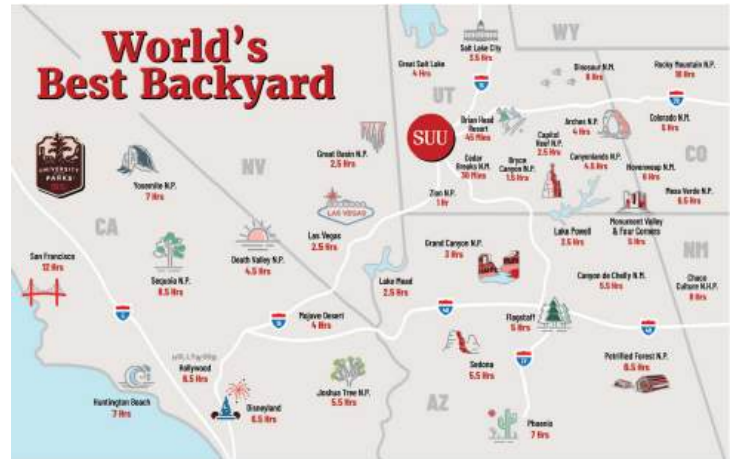 World's
Best Backyard
WY
Salt Lake City
3.5 Hrs
Great Salt Lake
4 Hrs
Dinosaur N.M.
8 Hrs
Rocky Mountain N.P.
10 Hrs
UT
Brian Head
Resort
45 Mins
Arches N.P.
4 Hrs
Colorado N.M.
5 Hrs
SUU
Capitol
Reef N.P.
2.5 Hrs
Great Basin N.P.
2.5 Hrs
Cedar
Breaks N.M.
30 Mins
Bryce
Canyon N.P.
1.5 Hrs
Canyonlands N.P.
4.5 Hrs
CO
Hovenweep N.M.
6 Hrs
UNIVERSITY
PARKS
NV
Yosemite N.P.
7 Hrs
Zion N.P.
1 Hr
Mesa Verde N.P.
6.5 Hrs
LAS VEGAS
Las Vegas
2.5 Hrs
CA
Lake Powell
3.5 Hrs
Monument Valley
& Four Corners
5 Hrs
Grand Canyon N.P.
3 Hrs
NM
San Francisco
12 Hrs
Death Valley N.P.
4.5 Hrs
Sequoia N.P.
8.5 Hrs
Lake Mead
2.5 Hrs
Canyon de Chelly N.M.
5.5 Hrs
Chaco
Culture N.H.P.
8 Hrs
Mojave Desert
4 Hrs
Flagstaff
5 Hrs
Hollywood
6.5 Hrs
Sedona
5.5 Hrs
Petrified Forest N.P.
6.5 Hrs
Huntington Beach
7 Hrs
Disneyland
6.5 Hrs
Joshua Tree N.P.
5.5 Hrs
AZ
Phoenix
7 Hrs